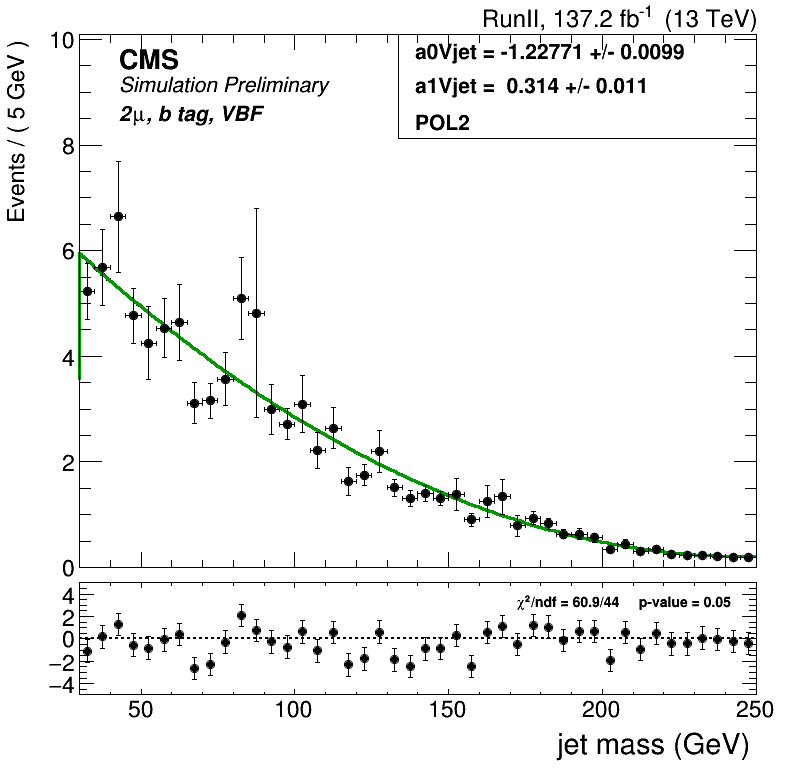 RunII, 137.2 fb-1 (13 TeV)
CMS
Simulation Preliminary
2μ, b tag, VBF
a0Vjet = -1.22771 +/- 0.0099
a1Vjet = 0.314 +/- 0.011
POL2
Events / ( 5 GeV )
10
8
6
4
2
0
χ²/ndf = 60.9/44 p-value = 0.05
4
2
0
−2
−4
50 100 150 200 250
jet mass (GeV)